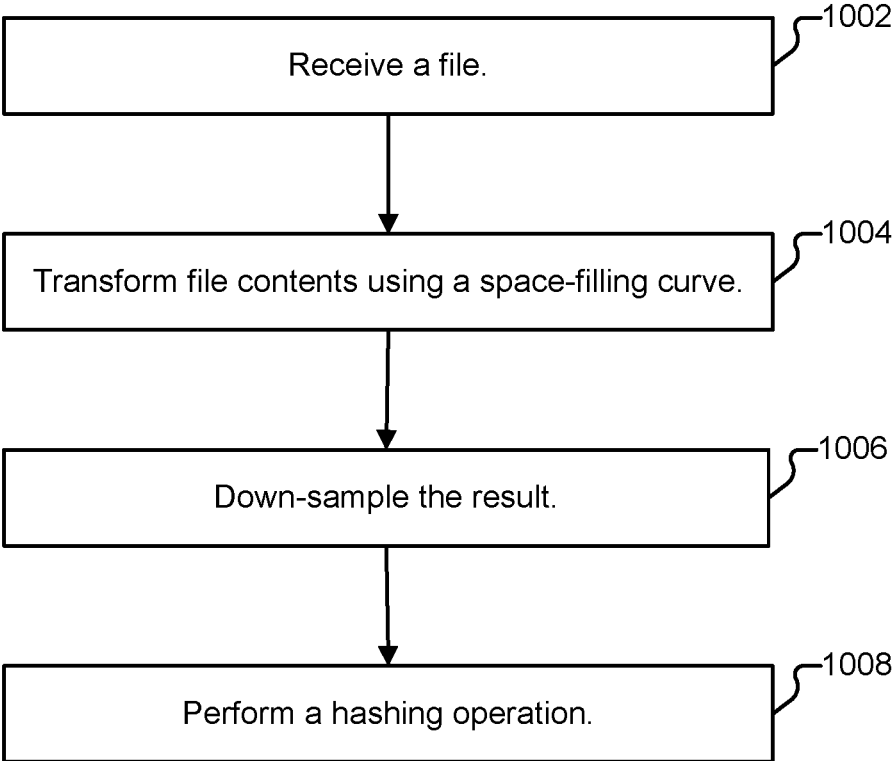 1002
Receive a file.
1004
Transform file contents using a space-filling curve.
1006
Down-sample the result.
1008
Perform a hashing operation.